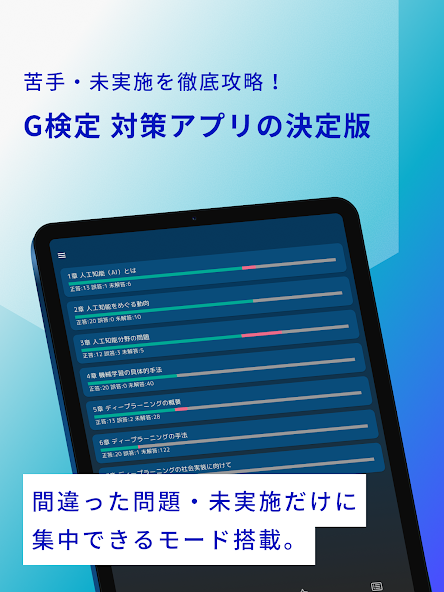 苦手・未実施を徹底攻略！
G検定 対策アプリの決定版
1章 人工知能（AI）とは
正答:13 誤答:1 未解答:6
2章 人工知能をめぐる動向
正答:20 誤答:0 未解答:10
3章 人工知能分野の問題
正答:12 誤答:3 未解答:5
4章 機械学習の具体的手法
正答:20 誤答:0 未解答:40
5章 ディープラーニングの概要
正答:13 誤答:2 未解答:28
6章 ディープラーニングの手法
正答:20 誤答:1 未解答:122
ディープラーニングの社会実装に向けて
間違った問題・未実施だけに
集中できるモード搭載。